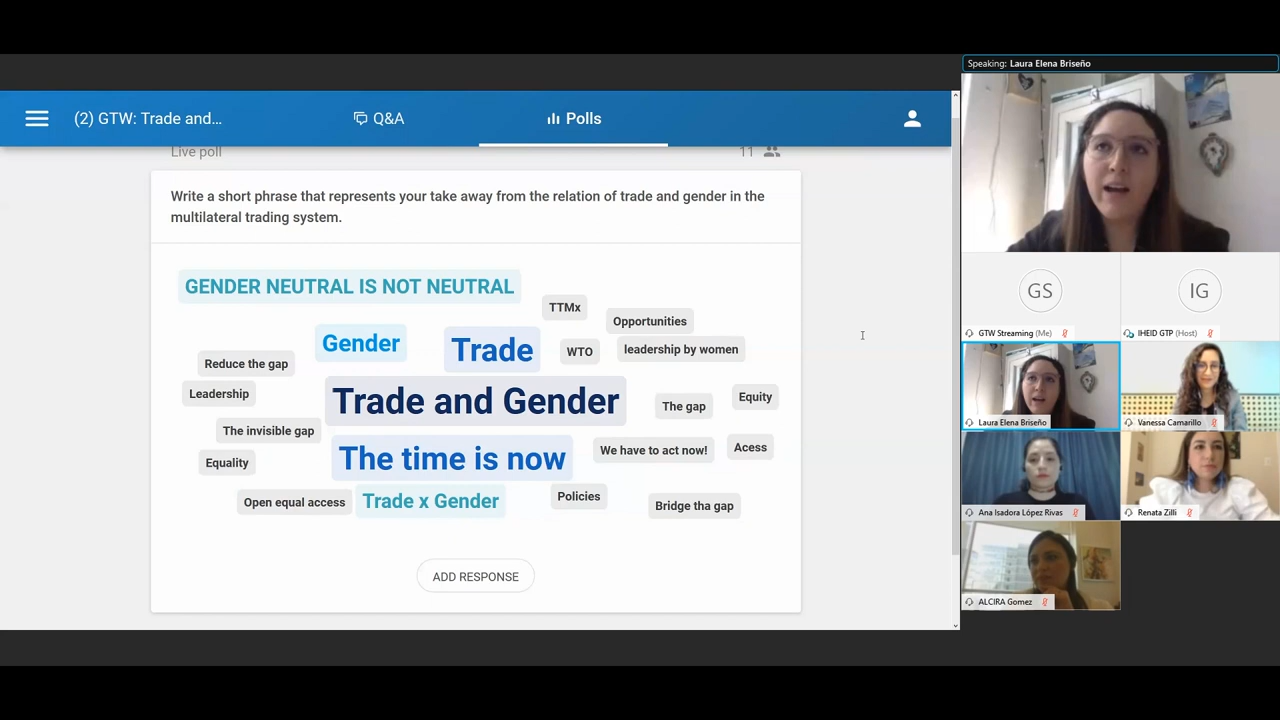 Speaking: Laura Elena Briseño
(2) GTW: Trade and...
Q&A
Polls
Live poll
11
Write a short phrase that represents your take away from the relation of trade and gender in the
multilateral trading system.
GENDER NEUTRAL IS NOT NEUTRAL
TTMx
Opportunities
Gender
Trade
WTO
leadership by women
Reduce the gap
Leadership
Trade and Gender
The gap
Equity
The invisible gap
The time is now
We have to act now!
Acess
Equality
Open equal access
Trade x Gender
Policies
Bridge tha gap
ADD RESPONSE
GS
IG
GTW Streaming (Me)
IHEID GTP (Host)
Laura Elena Briseño
Vanessa Camarillo
Ana Isadora López Rivas
Renata Zilli
ALCIRA Gomez